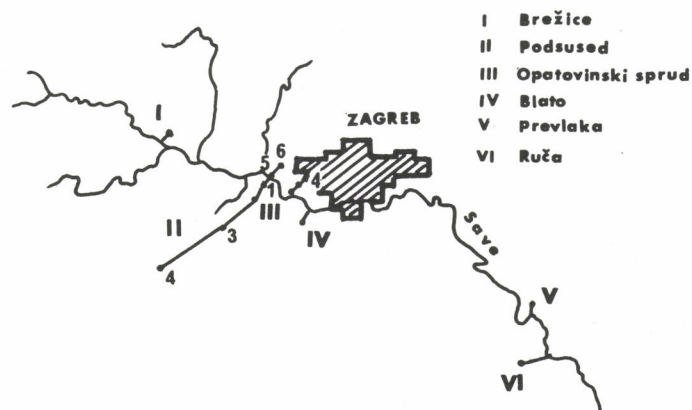 I Brežice
II Podsused
III Opatovinski sprud
IV Blato
V Prevlaka
VI Ruča
ZAGREB
I
6
5
4
1
III
II
3
IV
4
Save
V
VI